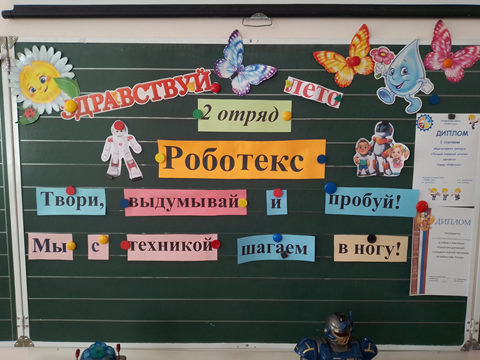 ЗДРАВСТВУЙ ЛЕТО
2 отряд
Роботекс
Твори, выдумывай и пробуй!
Мы с техникой шагаем в ногу!
ДИПЛОМ
ДИПЛОМ